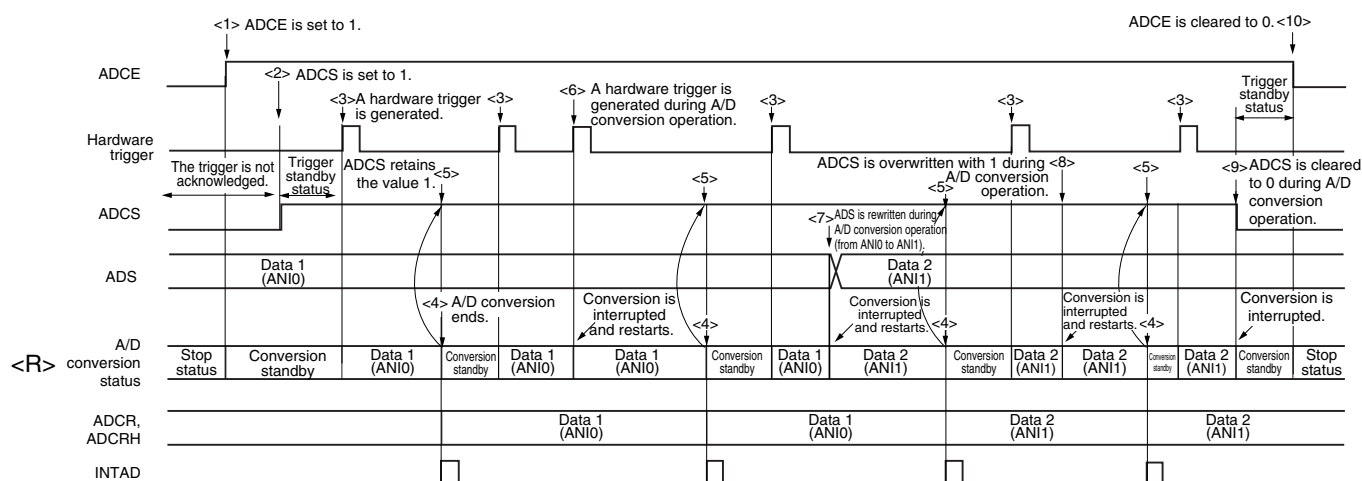 <1> ADCE is set to 1.
ADCE is cleared to 0. <10>
ADCE
<2> ADCS is set to 1.
<3> A hardware trigger
is generated.
<3>
<6> A hardware trigger is
generated during A/D
conversion operation.
<3>
<3>
<3>
Trigger
standby
status
Hardware
trigger
The trigger is not
acknowledged.
Trigger
standby
status
ADCS retains
the value 1.
<5>
<5>
ADCS is overwritten with 1 during <8>
A/D conversion
operation.
<5>
<5>
<9> ADCS is cleared
to 0 during A/D
conversion
operation.
ADCS
<7> ADS is rewritten during
A/D conversion operation
(from ANI0 to ANI1).
ADS
Data 1
(ANI0)
Data 2
(ANI1)
<4> A/D conversion
ends.
Conversion is
interrupted
and restarts.
<4>
Conversion is
interrupted
and restarts.
<4>
Conversion is
interrupted
and restarts.
<4>
Conversion is
interrupted.
<R>
A/D
conversion
status
Stop
status
Conversion
standby
Data 1
(ANI0)
Conversion
standby
Data 1
(ANI0)
Data 1
(ANI0)
Conversion
standby
Data 1
(ANI0)
Data 2
(ANI1)
Conversion
standby
Data 2
(ANI1)
Data 2
(ANI1)
Conversion
standby
Data 2
(ANI1)
Conversion
standby
Stop
status
ADCR,
ADCRH
Data 1
(ANI0)
Data 1
(ANI0)
Data 2
(ANI1)
Data 2
(ANI1)
INTAD